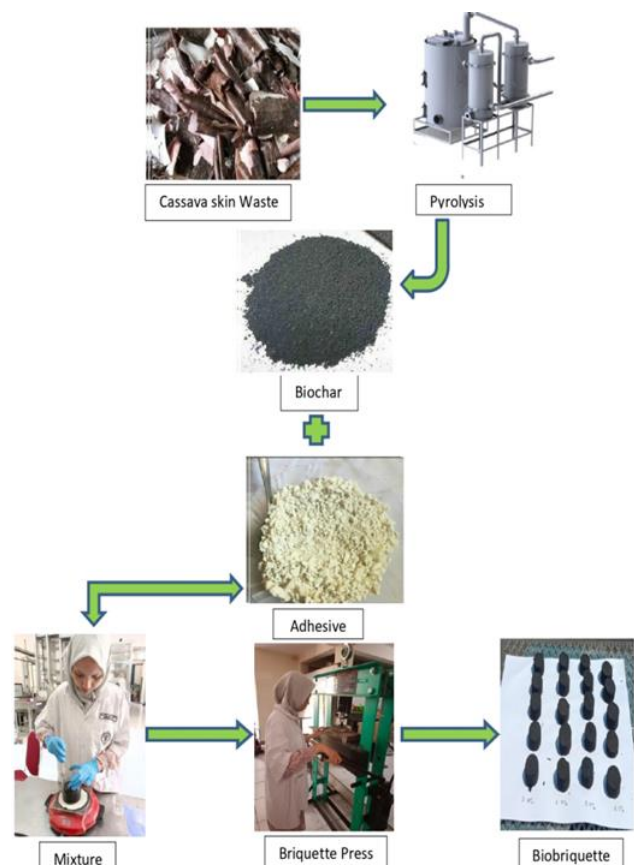 Cassava skin Waste
Pyrolysis
Biochar
Adhesive
Mixture
Briquette Press
Biobriquette